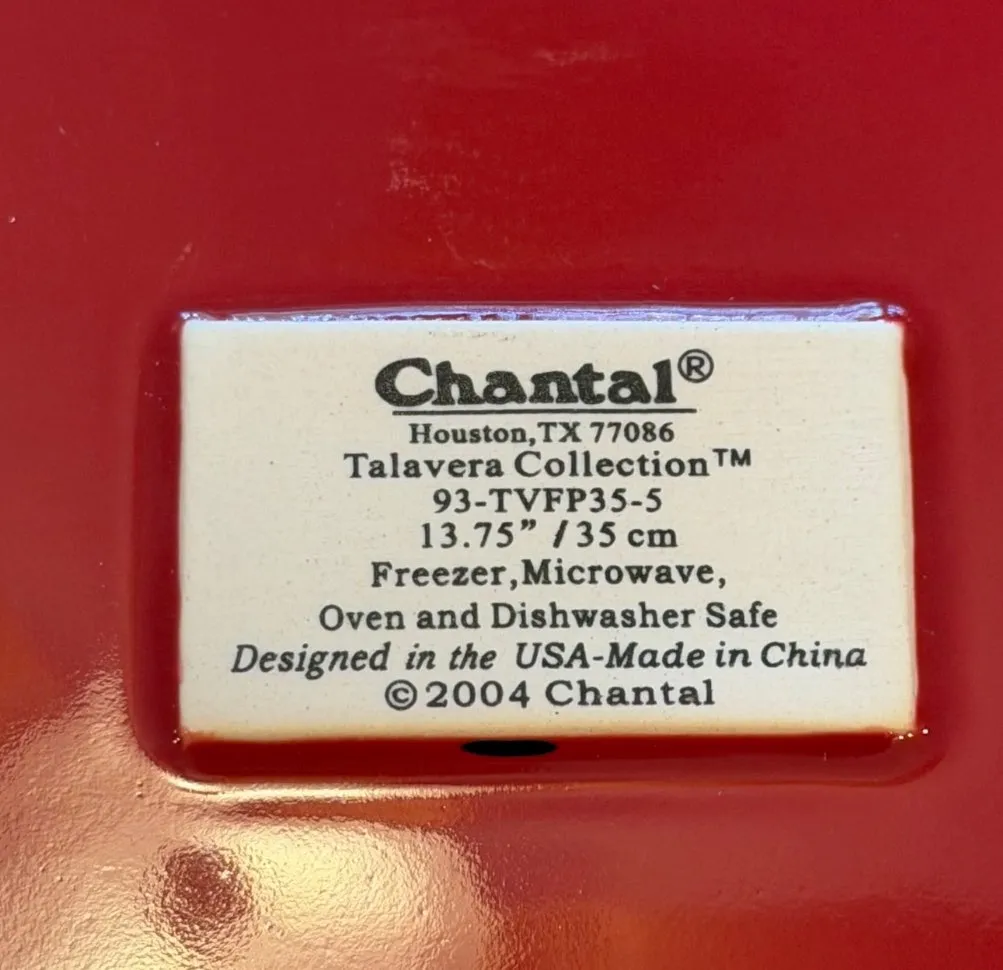 Chantal®
Houston,TX 77086
Talavera Collection™
93-TVFP35-5
13.75” / 35 cm
Freezer,Microwave,
Oven and Dishwasher Safe
Designed in the USA-Made in China
©2004 Chantal